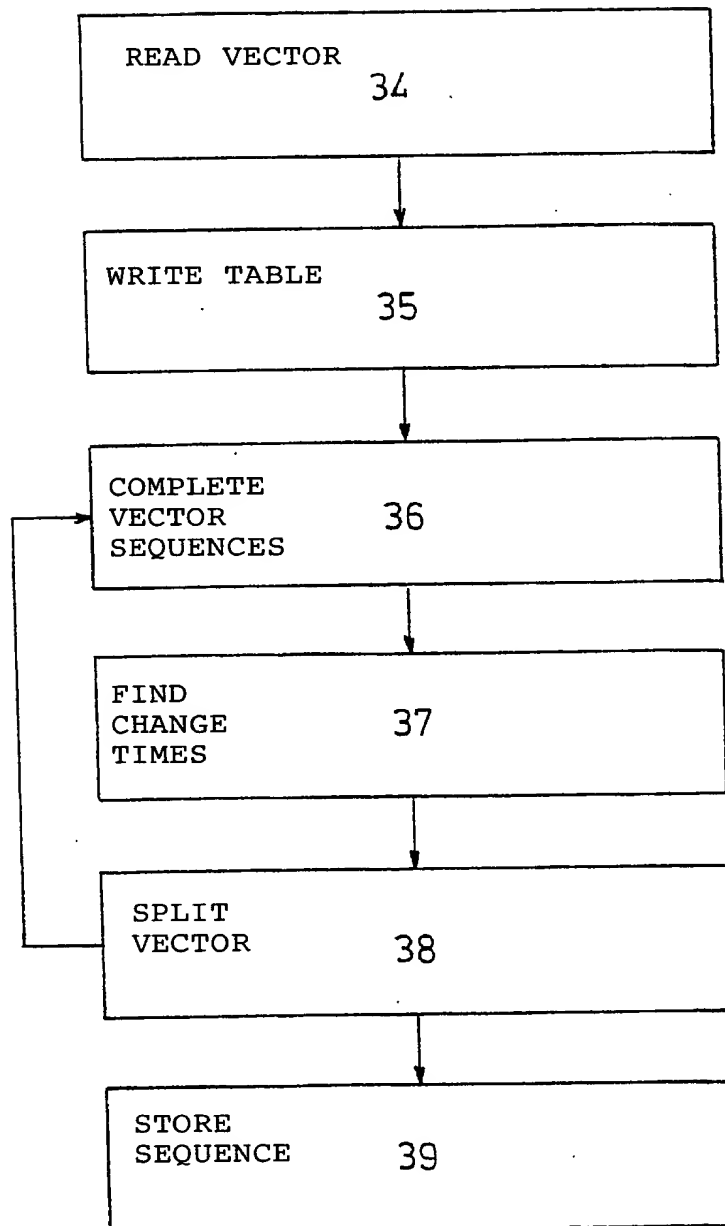 READ VECTOR
34
WRITE TABLE
35
COMPLETE
VECTOR
SEQUENCES
36
FIND
CHANGE
TIMES
37
SPLIT
VECTOR
38
STORE
SEQUENCE
39